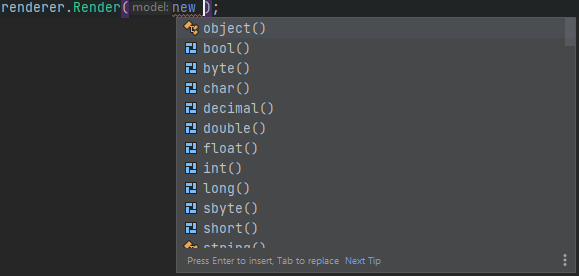 renderer.Render( model: new );
object()
bool()
byte()
char()
decimal()
double()
float()
int()
long()
sbyte()
short()
string()
Press Enter to insert, Tab to replace Next Tip